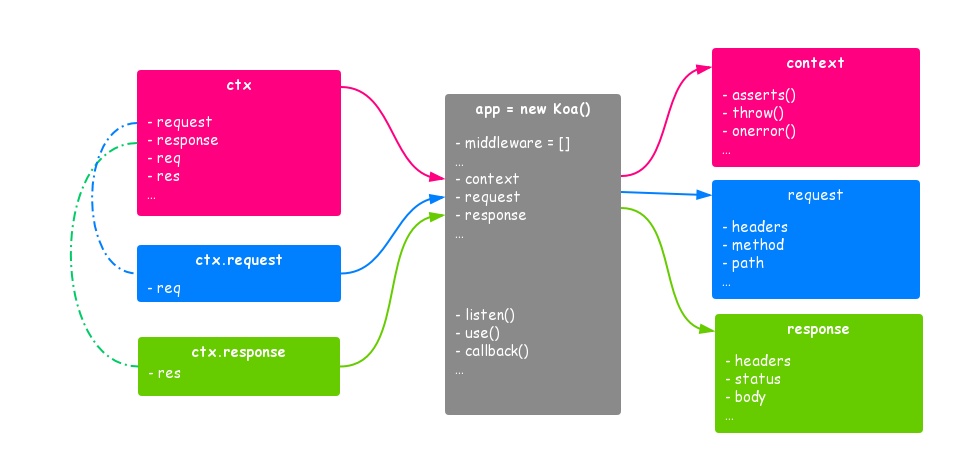 ctx
- request
- response
- req
- res
...
ctx.request
- req
ctx.response
- res
app = new Koa()
- middleware = []
...
- context
- request
- response
...
- listen()
- use()
- callback()
...
context
- asserts()
- throw()
- onerror()
...
request
- headers
- method
- path
...
response
- headers
- status
- body
...